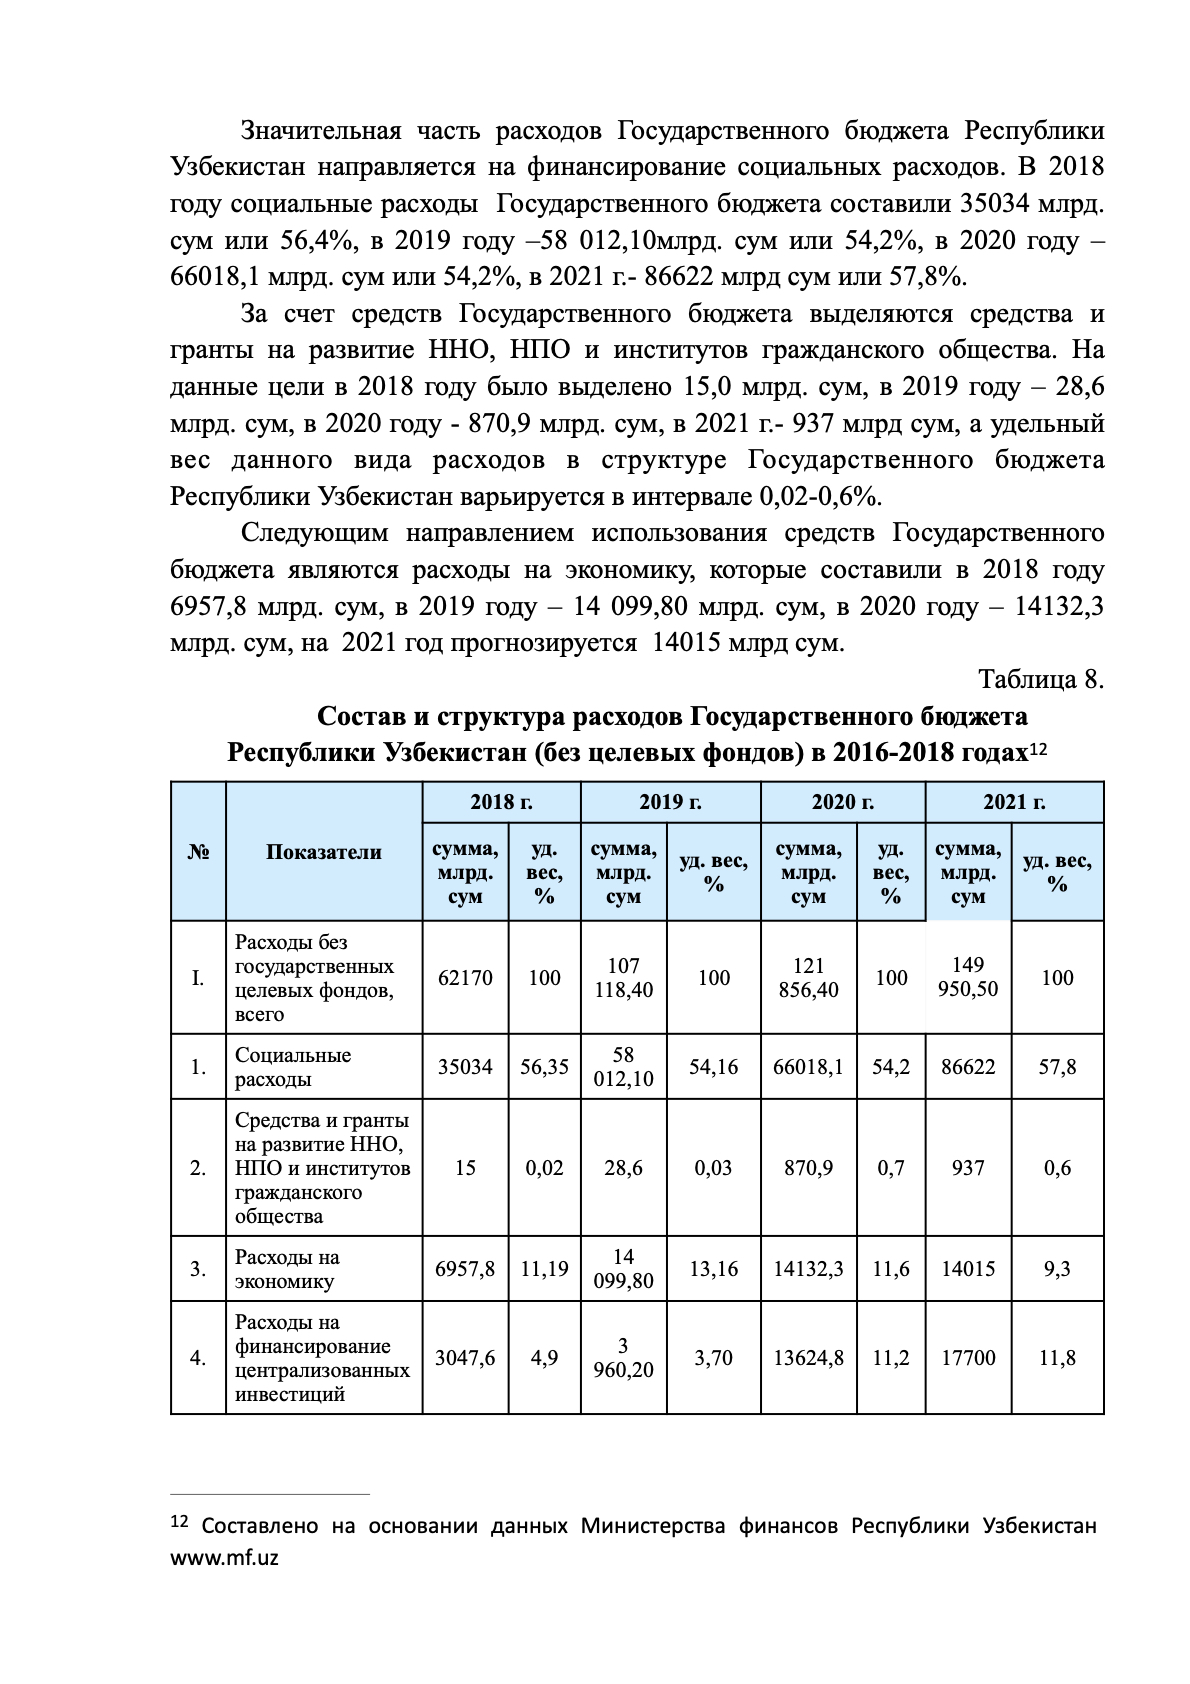 Значительная часть расходов Государственного бюджета Республики
Узбекистан направляется на финансирование социальных расходов. В 2018
году социальные расходы Государственного бюджета составили 35034 млрд.
сум или 56,4%, в 2019 году –58 012,10млрд. сум или 54,2%, в 2020 году –
66018,1 млрд. сум или 54,2%, в 2021 г.- 86622 млрд сум или 57,8%.
За счет средств Государственного бюджета выделяются средства и
гранты на развитие ННО, НПО и институтов гражданского общества. На
данные цели в 2018 году было выделено 15,0 млрд. сум, в 2019 году – 28,6
млрд. сум, в 2020 году - 870,9 млрд. сум, в 2021 г.- 937 млрд сум, а удельный
вес данного вида расходов в структуре Государственного бюджета
Республики Узбекистан варьируется в интервале 0,02-0,6%.
Следующим направлением использования средств Государственного
бюджета являются расходы на экономику, которые составили в 2018 году
6957,8 млрд. сум, в 2019 году – 14 099,80 млрд. сум, в 2020 году – 14132,3
млрд. сум, на 2021 год прогнозируется 14015 млрд сум.
Таблица 8.
Состав и структура расходов Государственного бюджета
Республики Узбекистан (без целевых фондов) в 2016-2018 годах12
№ Показатели 2018 г. 2019 г. 2020 г. 2021 г.
сумма, млрд. сум уд. вес, % сумма, млрд. сум уд. вес, % сумма, млрд. сум уд. вес, % сумма, млрд. сум уд. вес, %
I. Расходы без государственных целевых фондов, всего 62170 100 107 118,40 100 121 856,40 100 149 950,50 100
1. Социальные расходы 35034 56,35 58 012,10 54,16 66018,1 54,2 86622 57,8
2. Средства и гранты на развитие ННО, НПО и институтов гражданского общества 15 0,02 28,6 0,03 870,9 0,7 937 0,6
3. Расходы на экономику 6957,8 11,19 14 099,80 13,16 14132,3 11,6 14015 9,3
4. Расходы на финансирование централизованных инвестиций 3047,6 4,9 3 960,20 3,70 13624,8 11,2 17700 11,8
12 Составлено на основании данных Министерства финансов Республики Узбекистан
www.mf.uz